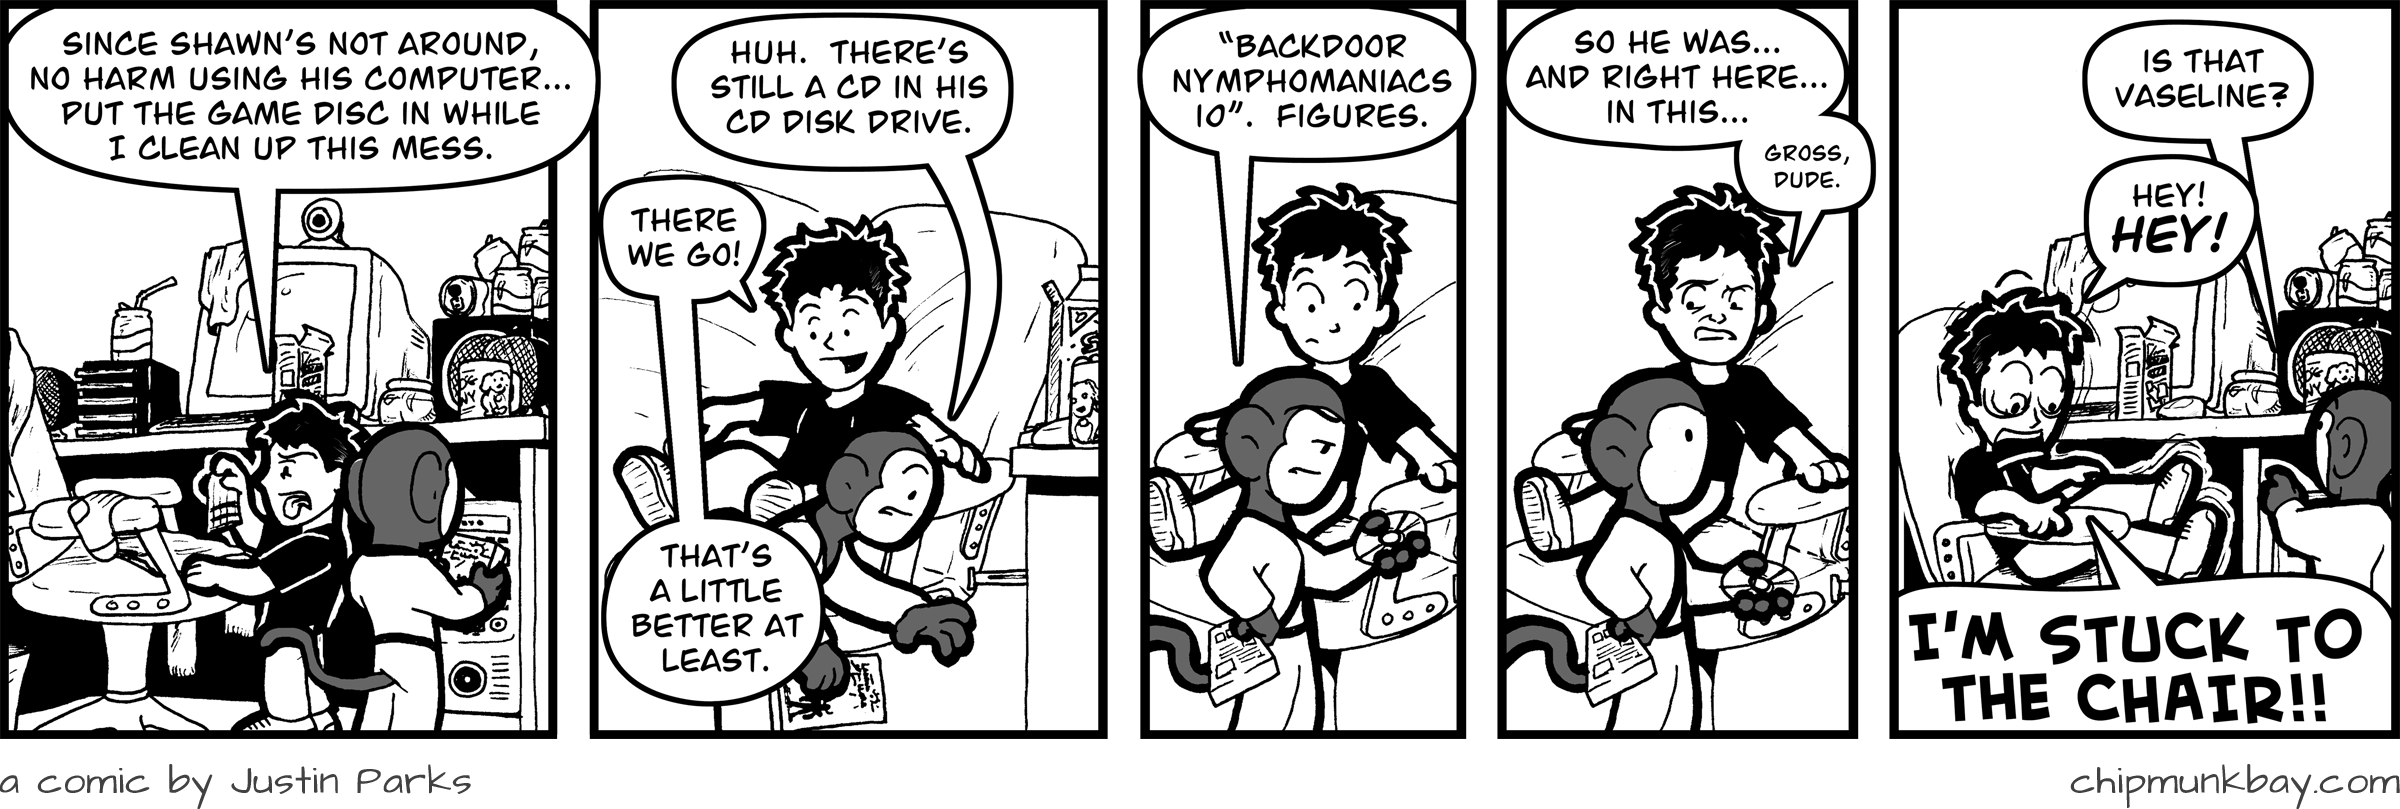 SINCE SHAWN'S NOT AROUND,
NO HARM USING HIS COMPUTER...
PUT THE GAME DISC IN WHILE
I CLEAN UP THIS MESS.
THERE
WE GO!
THAT'S
A LITTLE
BETTER AT
LEAST.
HUH. THERE'S
STILL A CD IN HIS
CD DISK DRIVE.
"BACKDOOR
NYMPHOMANIACS
10". FIGURES.
SO HE WAS...
AND RIGHT HERE...
IN THIS...
GROSS,
DUDE.
IS THAT
VASELINE?
HEY!
HEY!
I'M STUCK TO
THE CHAIR!!
a comic by Justin Parks
chipmunkbay.com